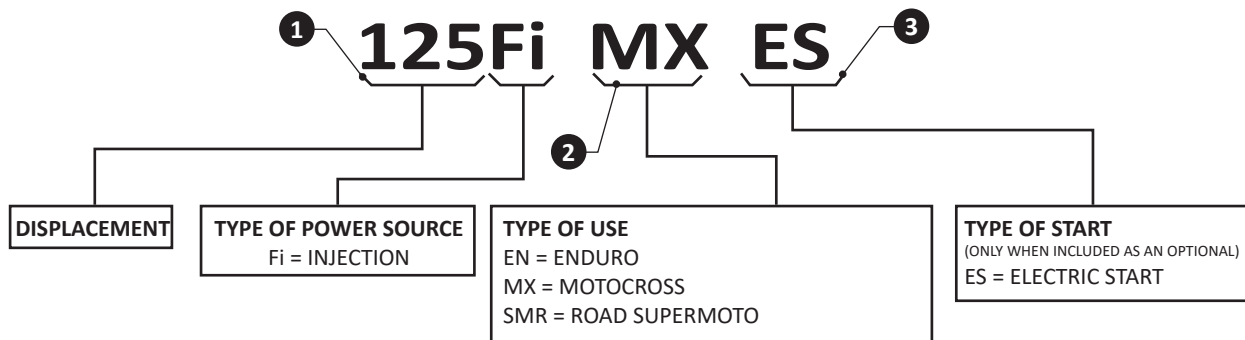 1 125Fi MX ES 3
2
DISPLACEMENT
TYPE OF POWER SOURCE
Fi = INJECTION
TYPE OF USE
EN = ENDURO
MX = MOTOCROSS
SMR = ROAD SUPERMOTO
TYPE OF START
(ONLY WHEN INCLUDED AS AN OPTIONAL)
ES = ELECTRIC START